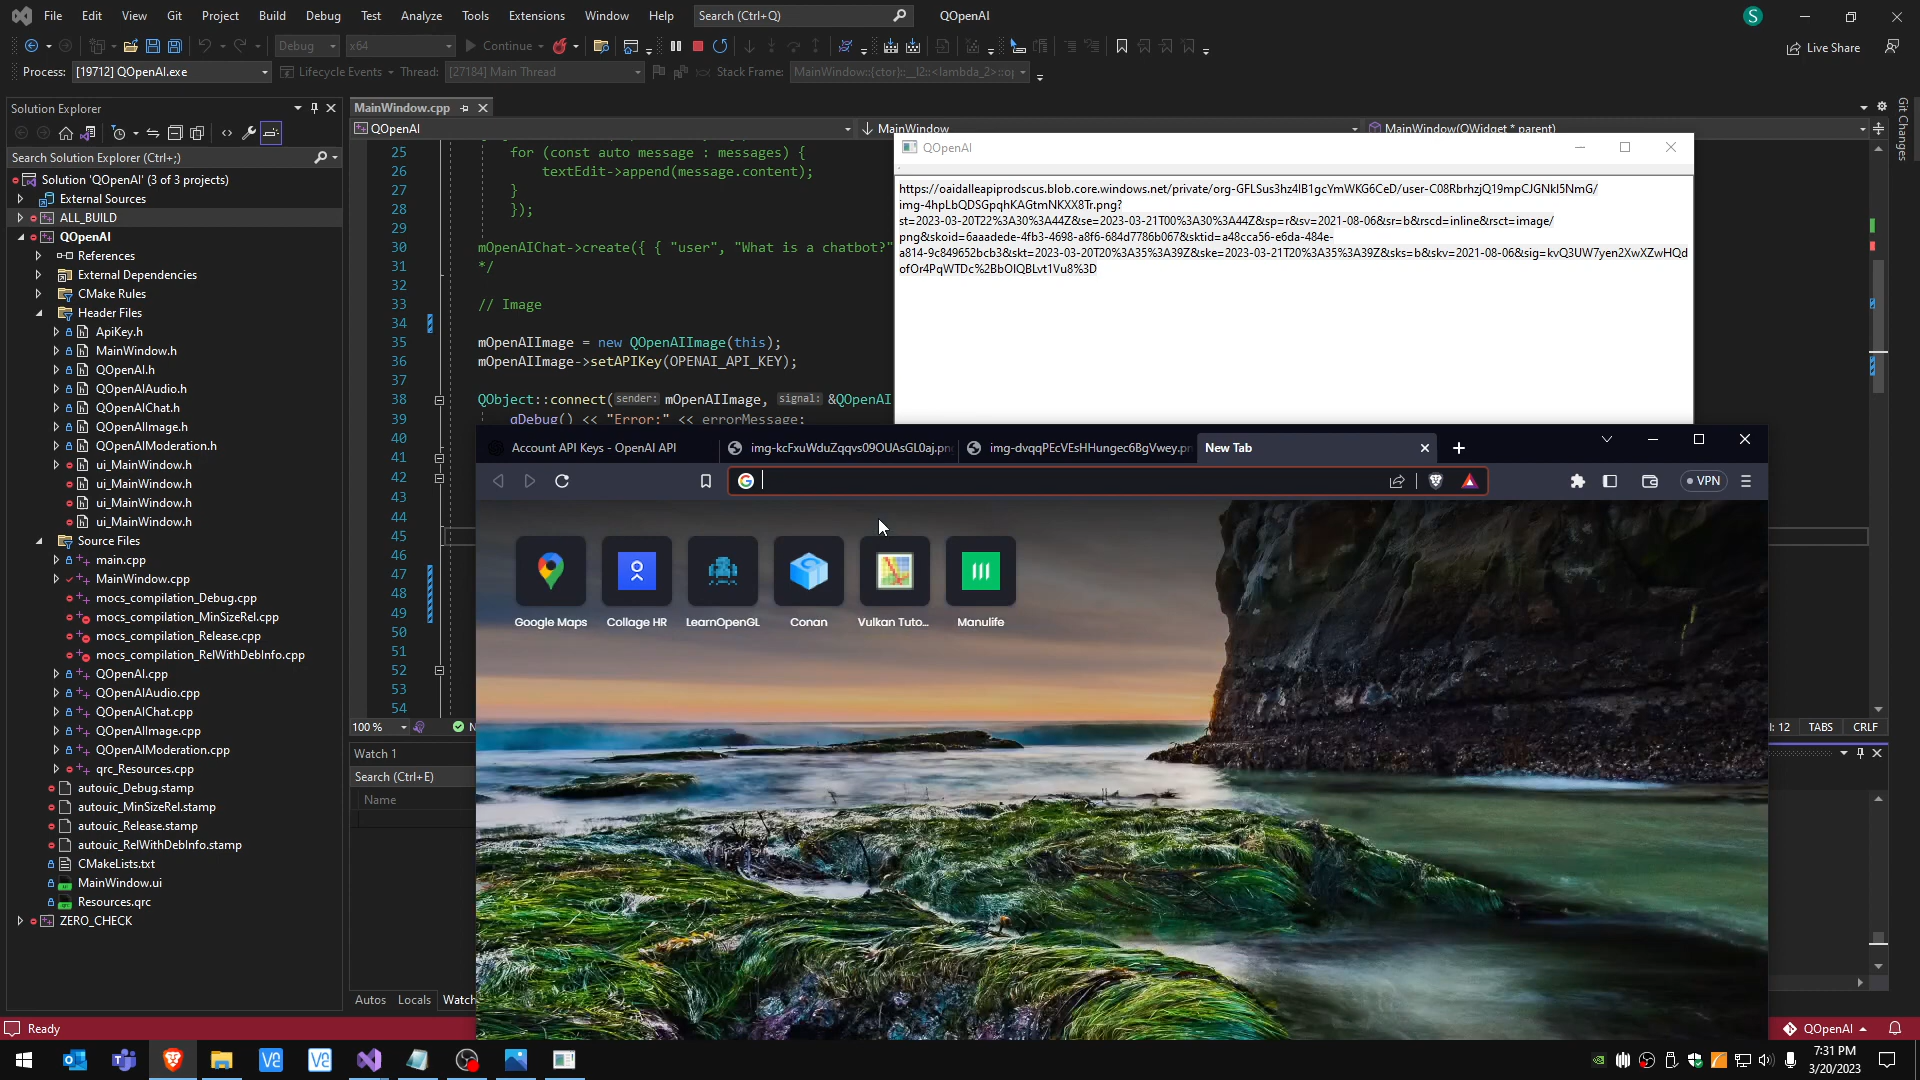 File Edit View Git Project Build Debug Test Analyze Tools Extensions Window Help Search (Ctrl+Q) QOpenAI S
Debug x64 Continue Live Share
Process: [19712] QOpenAI.exe Lifecycle Events Thread: [27184] Main Thread Stack Frame: MainWindow::{ctor}::__l2::<lambda_2>::op
Solution Explorer
Search Solution Explorer (Ctrl+;)
Solution 'QOpenAI' (3 of 3 projects)
External Sources
ALL_BUILD
QOpenAI
References
External Dependencies
CMake Rules
Header Files
ApiKey.h
MainWindow.h
QOpenAI.h
QOpenAIAudio.h
QOpenAIChat.h
QOpenAIImage.h
QOpenAIModeration.h
ui_MainWindow.h
ui_MainWindow.h
ui_MainWindow.h
ui_MainWindow.h
Source Files
main.cpp
MainWindow.cpp
mocs_compilation_Debug.cpp
mocs_compilation_MinSizeRel.cpp
mocs_compilation_Release.cpp
mocs_compilation_RelWithDebInfo.cpp
QOpenAI.cpp
QOpenAIAudio.cpp
QOpenAIChat.cpp
QOpenAIImage.cpp
QOpenAIModeration.cpp
qrc_Resources.cpp
autouic_Debug.stamp
autouic_MinSizeRel.stamp
autouic_Release.stamp
autouic_RelWithDebInfo.stamp
CMakeLists.txt
MainWindow.ui
Resources.qrc
ZERO_CHECK
MainWindow.cpp
QOpenAI MainWindow MainWindow(QWidget * parent)
25 for (const auto message : messages) {
26 textEdit->append(message.content);
27 }
28 });
29
30 mOpenAIChat->create({ { "user", "What is a chatbot?"
31 */
32
33 // Image
34
35 mOpenAIImage = new QOpenAIImage(this);
36 mOpenAIImage->setAPIKey(OPENAI_API_KEY);
37
38 QObject::connect(sender: mOpenAIImage, signal: &QOpenAI
39 qDebug() << "Error:" << errorMessage;
40
41
42
43
44
45
46
47
48
49
50
51
52
53
54
100 %
Watch 1
Search (Ctrl+E)
Name
Autos Locals Watch
: 12 TABS CRLF
Git Changes
QOpenAI
https://oaidalleapiprodscus.blob.core.windows.net/private/org-GFLSus3hz4lB1gcYmWKG6CeD/user-C08RbrhzjQ19mpCJGNkl5NmG/
img-4hpLbQDSGpqhKAGtmNKXX8Tr.png?
st=2023-03-20T22%3A30%3A44Z&se=2023-03-21T00%3A30%3A44Z&sp=r&sv=2021-08-06&sr=b&rscd=inline&rsct=image/
png&skoid=6aaadede-4fb3-4698-a8f6-684d7786b067&sktid=a48cca56-e6da-484e-
a814-9c849652bcb3&skt=2023-03-20T20%3A35%3A39Z&ske=2023-03-21T20%3A35%3A39Z&sks=b&skv=2021-08-06&sig=kvQ3UW7yen2XwXZwHQd
ofOr4PqWTDc%2BbOIQBLvt1Vu8%3D
Account API Keys - OpenAI API img-kcFxuWduZqqvs09OUAsGL0aj.png img-dvqqPEcVEsHHungec6BgVwey.pn New Tab
VPN
Google Maps Collage HR LearnOpenGL Conan Vulkan Tuto... Manulife
Ready QOpenAI
7:31 PM
3/20/2023